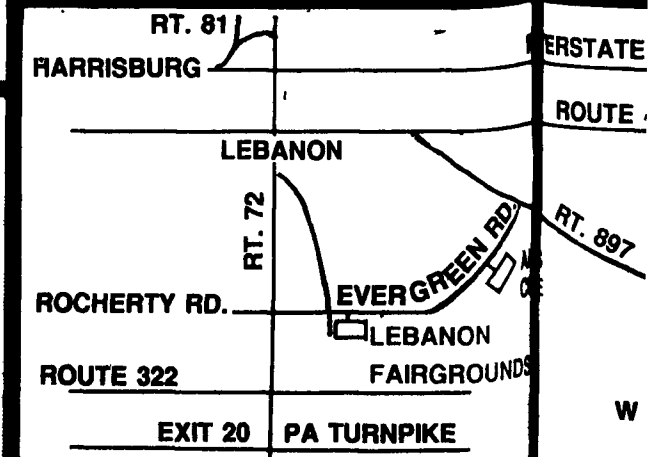 RT. 81
ERSTATE
HARRISBURG
ROUTE
LEBANON
RT. 72
RT. 897
EVERGREEN RD.
ROCHERTY RD.
LEBANON
FAIRGROUNDS
ROUTE 322
W
EXIT 20 PA TURNPIKE